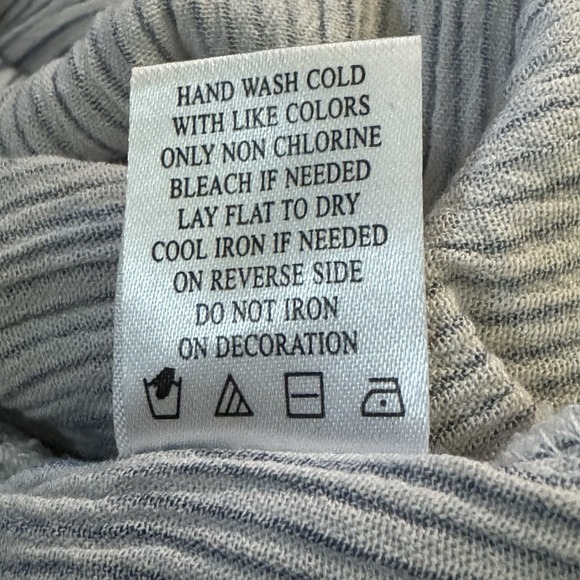 HAND WASH COLD
WITH LIKE COLORS
ONLY NON CHLORINE
BLEACH IF NEEDED
LAY FLAT TO DRY
COOL IRON IF NEEDED
ON REVERSE SIDE
DO NOT IRON
ON DECORATION